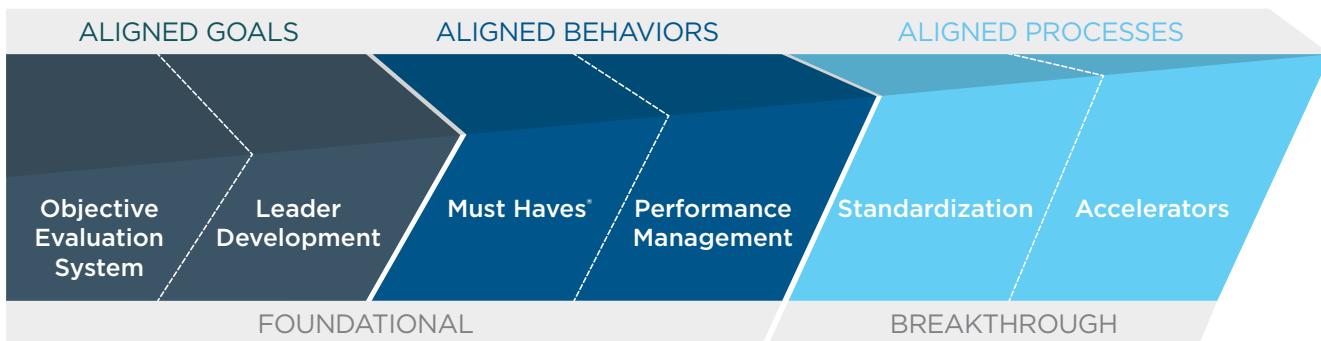 ALIGNED GOALS
ALIGNED BEHAVIORS
ALIGNED PROCESSES
Objective
Evaluation
System
Leader
Development
Must Haves®
Performance
Management
Standardization
Accelerators
FOUNDATIONAL
BREAKTHROUGH